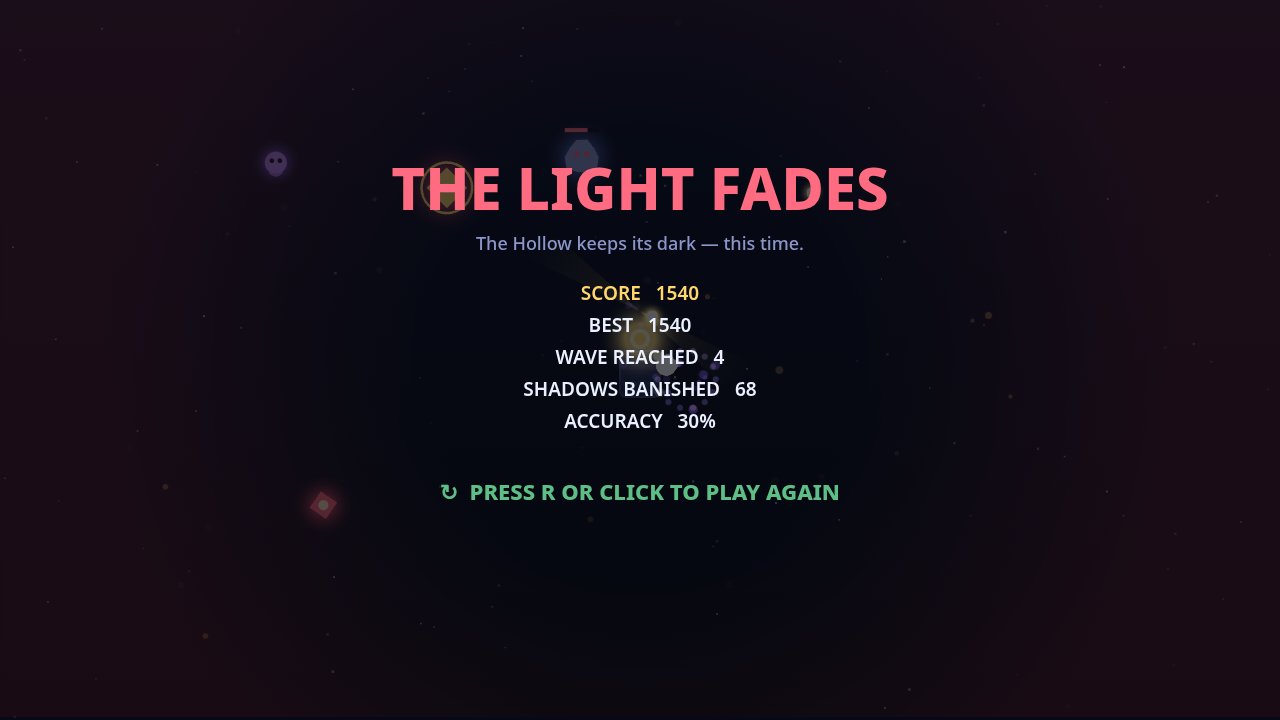 THE LIGHT FADES
The Hollow keeps its dark — this time.
SCORE 1540
BEST 1540
WAVE REACHED 4
SHADOWS BANISHED 68
ACCURACY 30%
↻ PRESS R OR CLICK TO PLAY AGAIN